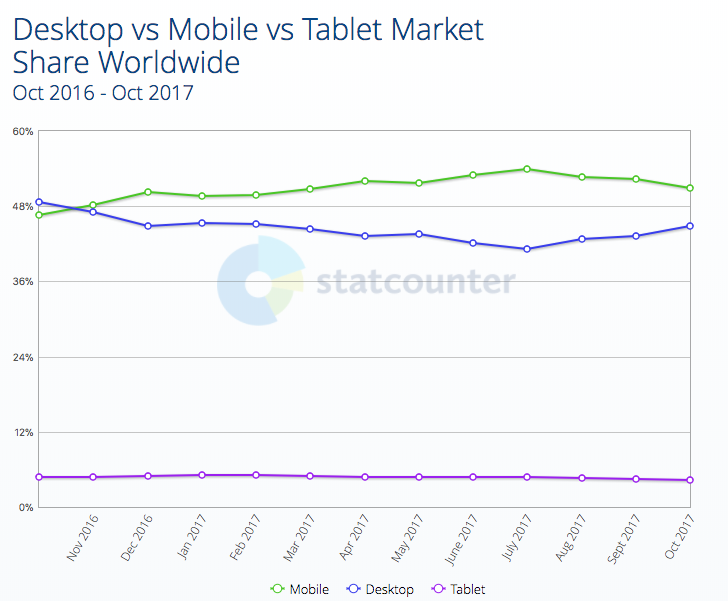 Desktop vs Mobile vs Tablet Market
Share Worldwide
Oct 2016 - Oct 2017
60%
48%
36%
24%
12%
0%
statcounter
Nov 2016
Dec 2016
Jan 2017
Feb 2017
Mar 2017
Apr 2017
May 2017
June 2017
July 2017
Aug 2017
Sept 2017
Oct 2017
Mobile Desktop Tablet